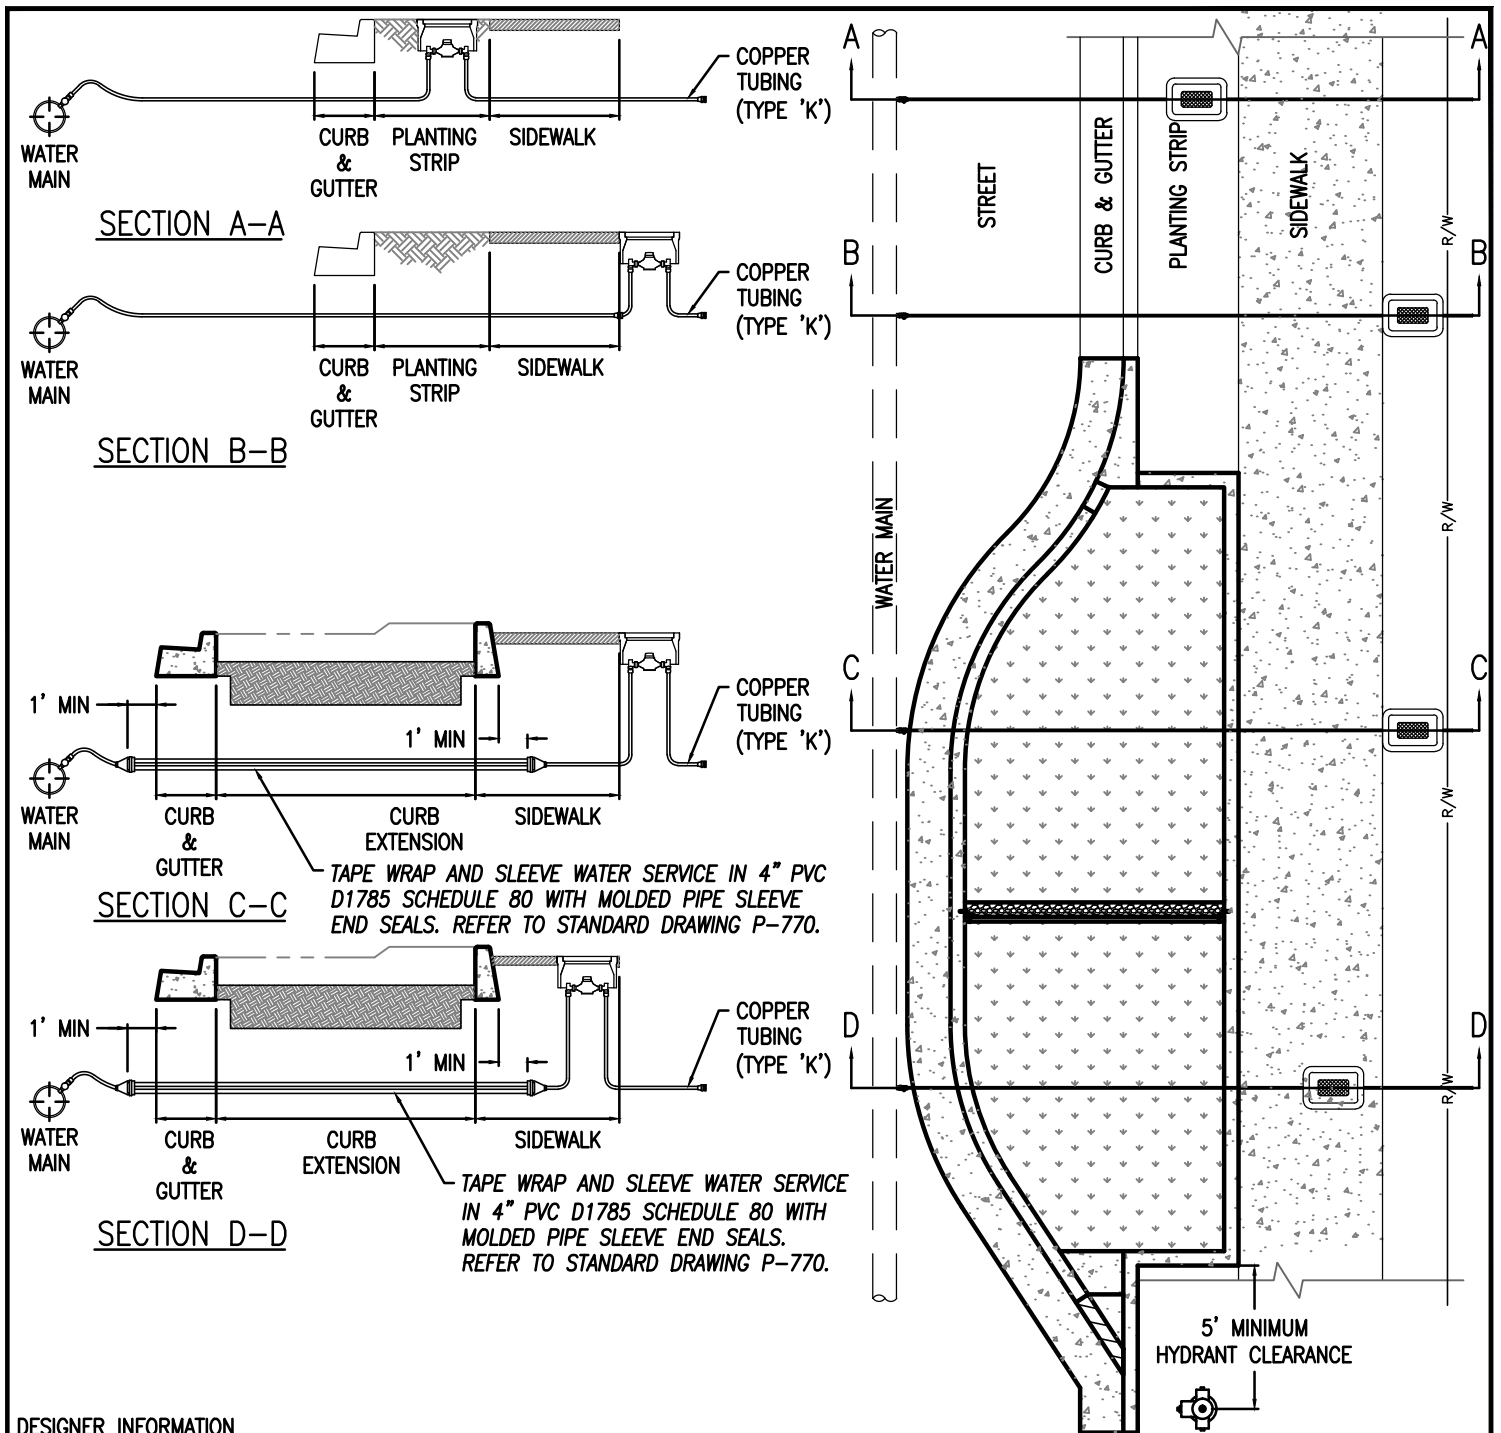 COPPER
TUBING
(TYPE 'K')
WATER
MAIN
CURB
&
GUTTER
PLANTING
STRIP
SIDEWALK
SECTION A-A
COPPER
TUBING
(TYPE 'K')
WATER
MAIN
CURB
&
GUTTER
PLANTING
STRIP
SIDEWALK
SECTION B-B
1' MIN
1' MIN
COPPER
TUBING
(TYPE 'K')
WATER
MAIN
CURB
&
GUTTER
CURB
EXTENSION
SIDEWALK
TAPE WRAP AND SLEEVE WATER SERVICE IN 4" PVC
D1785 SCHEDULE 80 WITH MOLDED PIPE SLEEVE
END SEALS. REFER TO STANDARD DRAWING P-770.
SECTION C-C
1' MIN
1' MIN
COPPER
TUBING
(TYPE 'K')
WATER
MAIN
CURB
&
GUTTER
CURB
EXTENSION
SIDEWALK
TAPE WRAP AND SLEEVE WATER SERVICE
IN 4" PVC D1785 SCHEDULE 80 WITH
MOLDED PIPE SLEEVE END SEALS.
REFER TO STANDARD DRAWING P-770.
SECTION D-D
A
A
STREET
CURB & GUTTER
PLANTING STRIP
SIDEWALK
R/W
B
B
WATER MAIN
R/W
C
C
R/W
D
D
R/W
5' MINIMUM
HYDRANT CLEARANCE
DESIGNER INFORMATION